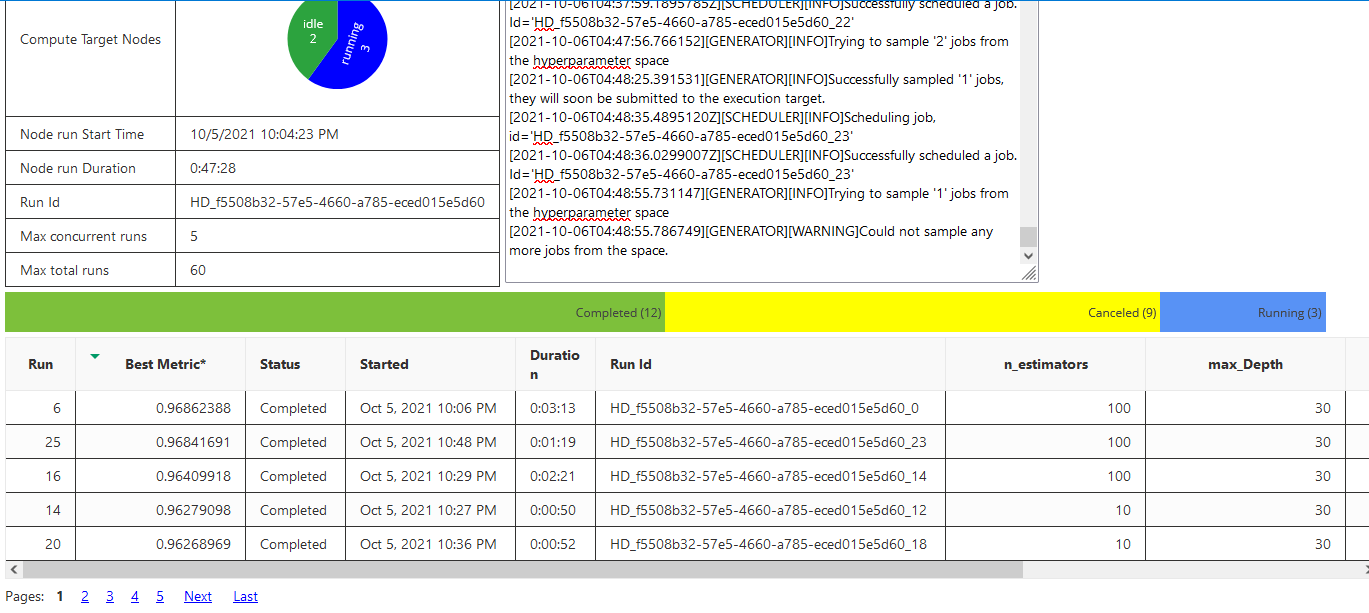 Compute Target Nodes
idle
2
running
3
Node run Start Time 10/5/2021 10:04:23 PM
Node run Duration 0:47:28
Run Id HD_f5508b32-57e5-4660-a785-eced015e5d60
Max concurrent runs 5
Max total runs 60
[2021-10-06T04:37:59.1895785Z][SCHEDULER][INFO]Successfully scheduled a job.
Id='HD_f5508b32-57e5-4660-a785-eced015e5d60_22'
[2021-10-06T04:47:56.766152][GENERATOR][INFO]Trying to sample '2' jobs from
the hyperparameter space
[2021-10-06T04:48:25.391531][GENERATOR][INFO]Successfully sampled '1' jobs,
they will soon be submitted to the execution target.
[2021-10-06T04:48:35.4895120Z][SCHEDULER][INFO]Scheduling job,
id='HD_f5508b32-57e5-4660-a785-eced015e5d60_23'
[2021-10-06T04:48:36.0299007Z][SCHEDULER][INFO]Successfully scheduled a job.
Id='HD_f5508b32-57e5-4660-a785-eced015e5d60_23'
[2021-10-06T04:48:55.731147][GENERATOR][INFO]Trying to sample '1' jobs from
the hyperparameter space
[2021-10-06T04:48:55.786749][GENERATOR][WARNING]Could not sample any
more jobs from the space.
Completed (12) Canceled (9) Running (3)
Run Best Metric* Status Started Duratio
n Run Id n_estimators max_Depth
6 0.96862388 Completed Oct 5, 2021 10:06 PM 0:03:13 HD_f5508b32-57e5-4660-a785-eced015e5d60_0 100 30
25 0.96841691 Completed Oct 5, 2021 10:48 PM 0:01:19 HD_f5508b32-57e5-4660-a785-eced015e5d60_23 100 30
16 0.96409918 Completed Oct 5, 2021 10:29 PM 0:02:21 HD_f5508b32-57e5-4660-a785-eced015e5d60_14 100 30
14 0.96279098 Completed Oct 5, 2021 10:27 PM 0:00:50 HD_f5508b32-57e5-4660-a785-eced015e5d60_12 10 30
20 0.96268969 Completed Oct 5, 2021 10:36 PM 0:00:52 HD_f5508b32-57e5-4660-a785-eced015e5d60_18 10 30
Pages: 1 2 3 4 5 Next Last